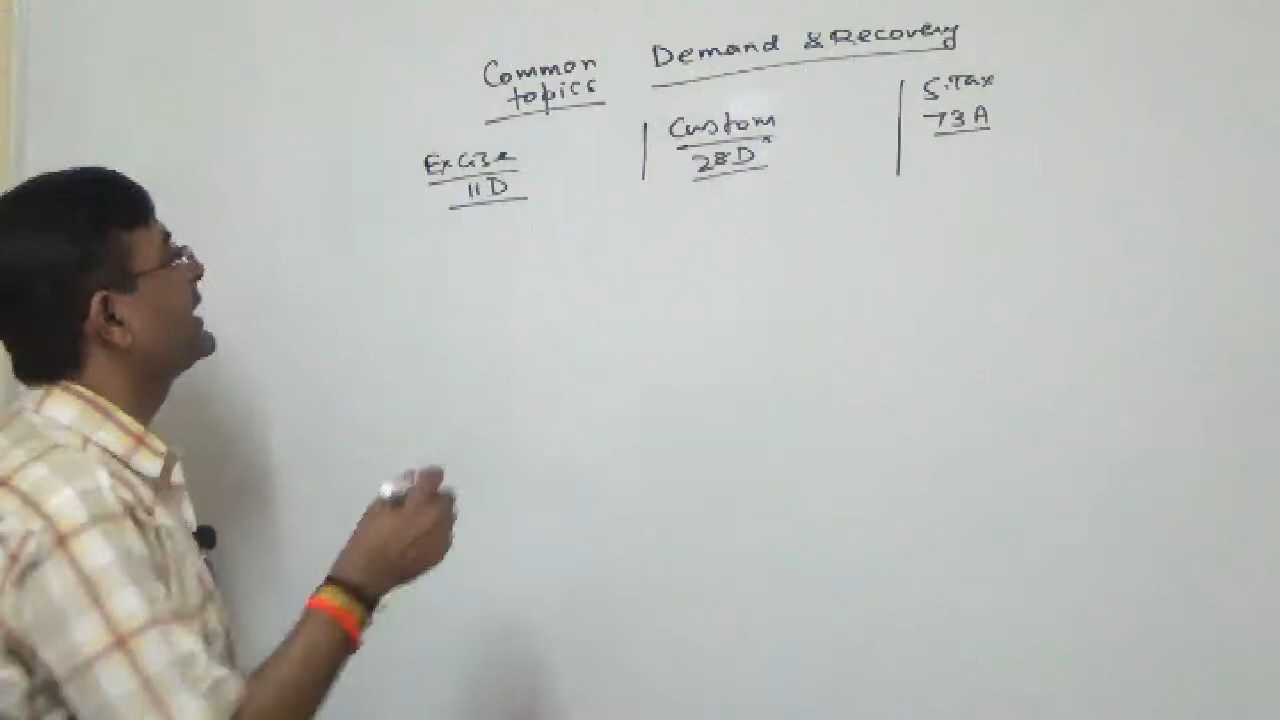 Common Demand & Recovery
topics
Excise
11D
Custom
28D
S.Tax
73A